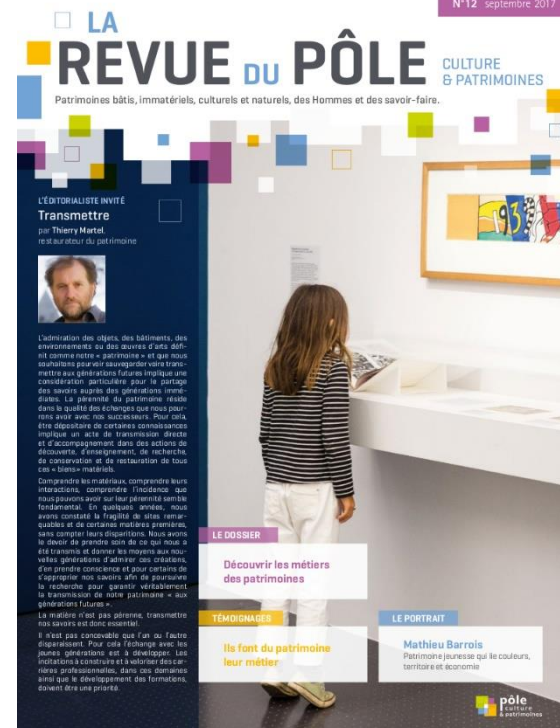 N°12 septembre 2017
LA
REVUE DU PÔLE
CULTURE
& PATRIMOINES
Patrimoines bâtis, immatériels, culturels et naturels, des Hommes et des savoir-faire.
L'ÉDITORIALISTE INVITÉ
Transmettre
par Thierry Martel,
restaurateur du patrimoine
L'admiration des objets, des bâtiments, des
environnements ou des œuvres d'arts défi-
nit comme notre « patrimoine » et que nous
souhaitons pourvoir sauvegarder voire trans-
mettre aux générations futures implique une
considération particulière pour le partage
des savoirs auprès des générations immé-
diates. La pérennité du patrimoine réside
dans la qualité des échanges que nous pour-
rons avoir avec nos successeurs. Pour cela,
être dépositaire de certaines connaissances
implique un acte de transmission directe
et d'accompagnement dans des actions de
découverte, d'enseignement, de recherche,
de conservation et de restauration de tous
ces « biens» matériels.
Comprendre les matériaux, comprendre leurs
interactions, comprendre l'incidence que
nous pouvons avoir sur leur pérennité semble
fondamental. En quelques années, nous
avons constaté la fragilité de sites remar-
quables et de certaines matières premières,
sans compter leurs disparitions. Nous avons
le devoir de prendre soin de ce qui nous a
été transmis et donner les moyens aux nou-
velles générations d'admirer ces créations,
d'en prendre conscience et pour certains de
s'approprier nos savoirs afin de poursuivre
la recherche pour garantir véritablement
la transmission de notre patrimoine « aux
générations futures ».
La matière n'est pas pérenne, transmettre
nos savoirs est donc essentiel.
Il n'est pas concevable que l'un ou l'autre
disparaissent. Pour cela l'échange avec les
jeunes générations est à développer. Les
incitations à construire et à valoriser des car-
rières professionnelles, dans ces domaines
ainsi que le développement des formations,
doivent être une priorité.
193
LE DOSSIER
Découvrir les métiers
des patrimoines
TÉMOIGNAGES
Ils font du patrimoine
leur métier
LE PORTRAIT
Mathieu Barrois
Patrimoine jeunesse qui lie couleurs,
territoire et économie
pôle
culture
& patrimoines